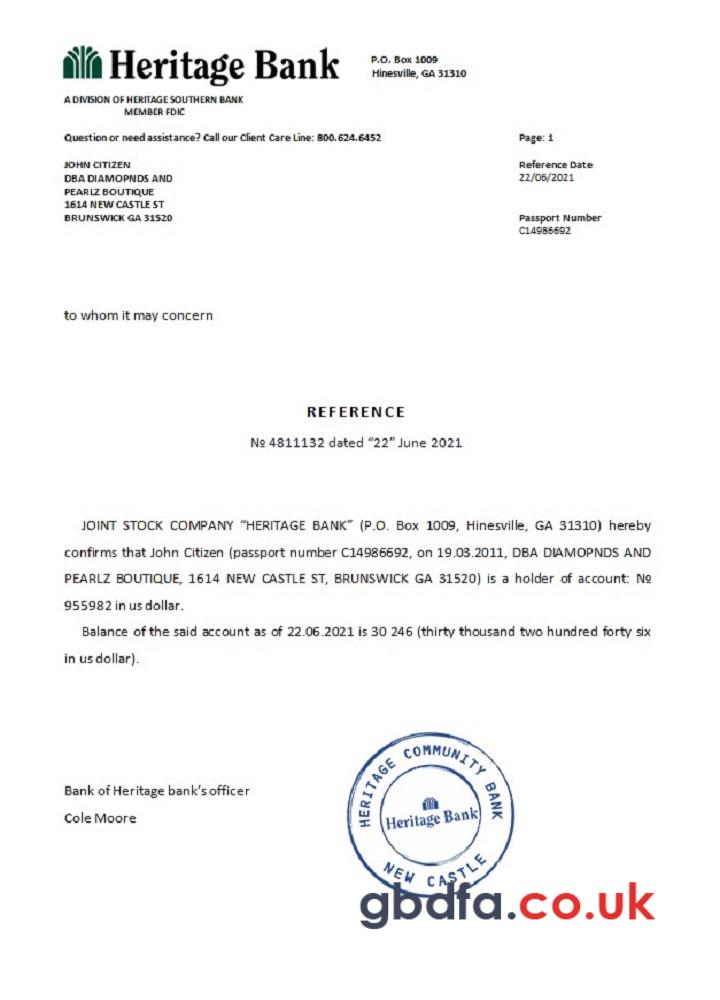 Heritage Bank
P.O. Box 1009
Hinesville, GA 31310
A DIVISION OF HERITAGE SOUTHERN BANK
MEMBER FDIC
Question or need assistance? Call our Client Care Line: 800.624.6452
Page: 1
JOHN CITIZEN
DBA DIAMOPNDS AND
PEARLZ BOUTIQUE
1614 NEW CASTLE ST
BRUNSWICK GA 31520
Reference Date
22/06/2021
Passport Number
C14986692
to whom it may concern
REFERENCE
№ 4811132 dated “22” June 2021
JOINT STOCK COMPANY “HERITAGE BANK” (P.O. Box 1009, Hinesville, GA 31310) hereby
confirms that John Citizen (passport number C14986692, on 19.03.2011, DBA DIAMOPNDS AND
PEARLZ BOUTIQUE, 1614 NEW CASTLE ST, BRUNSWICK GA 31520) is a holder of account: №
955982 in us dollar.
Balance of the said account as of 22.06.2021 is 30 246 (thirty thousand two hundred forty six
in us dollar).
Bank of Heritage bank’s officer
Cole Moore
HERITAGE COMMUNITY BANK
Heritage Bank
NEW CASTLE
gbdfa.co.uk